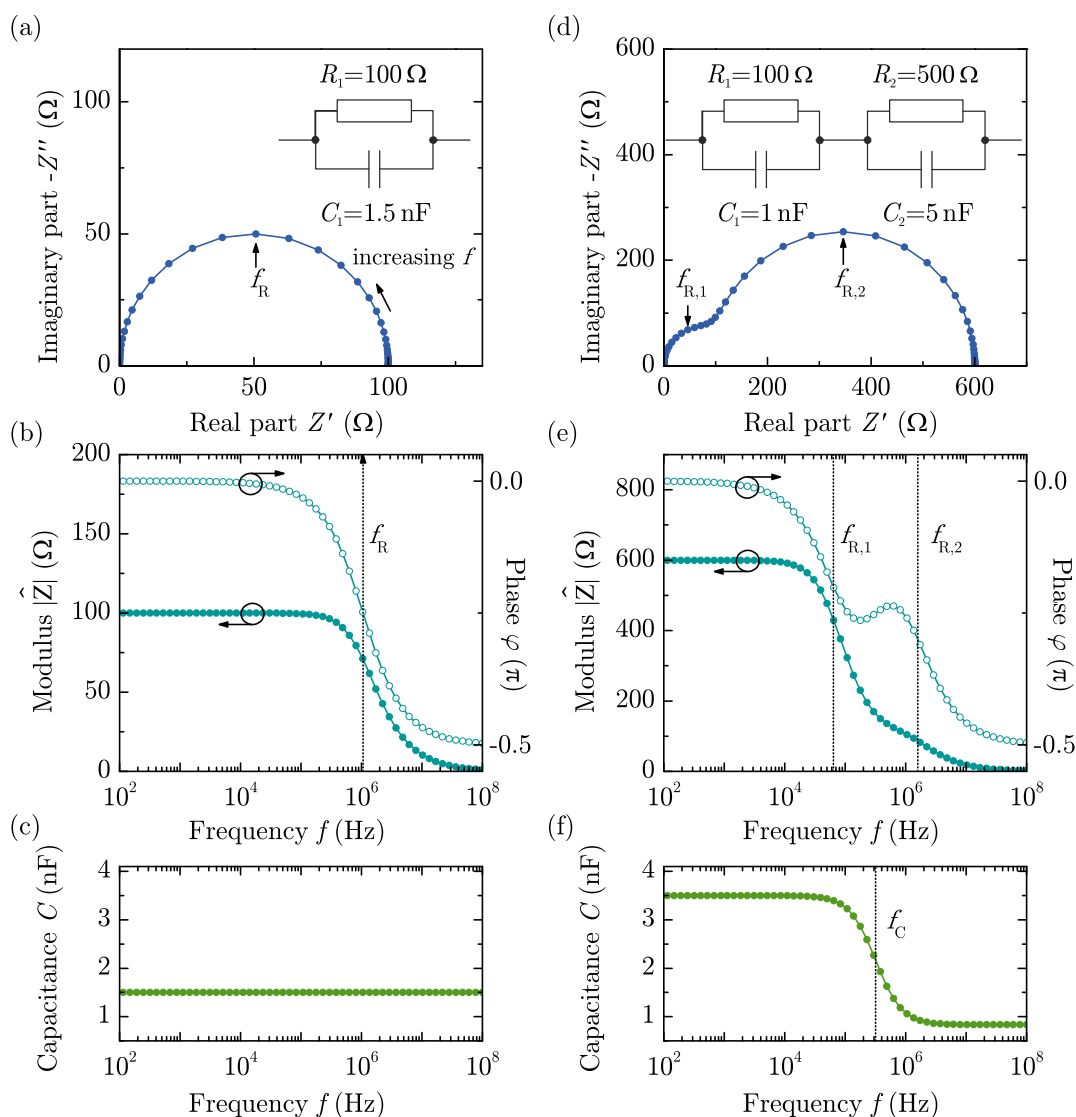 (a)
120
100
50
0
Imaginary part -Z'' (Ω)
R₁=100 Ω
C₁=1.5 nF
f_R
increasing f
0 50 100
Real part Z' (Ω)
(d)
600
400
200
0
Imaginary part -Z'' (Ω)
R₁=100 Ω
R₂=500 Ω
C₁=1 nF
C₂=5 nF
f_R,1
f_R,2
0 200 400 600
Real part Z' (Ω)
(b)
200
150
100
50
0
Modulus |Ẑ| (Ω)
f_R
0.0
-0.5
Phase φ (π)
10² 10⁴ 10⁶ 10⁸
Frequency f (Hz)
(e)
800
600
400
200
0
Modulus |Ẑ| (Ω)
f_R,1
f_R,2
0.0
-0.5
Phase φ (π)
10² 10⁴ 10⁶ 10⁸
Frequency f (Hz)
(c)
4
3
2
1
Capacitance C (nF)
10² 10⁴ 10⁶ 10⁸
Frequency f (Hz)
(f)
4
3
2
1
Capacitance C (nF)
f_C
10² 10⁴ 10⁶ 10⁸
Frequency f (Hz)